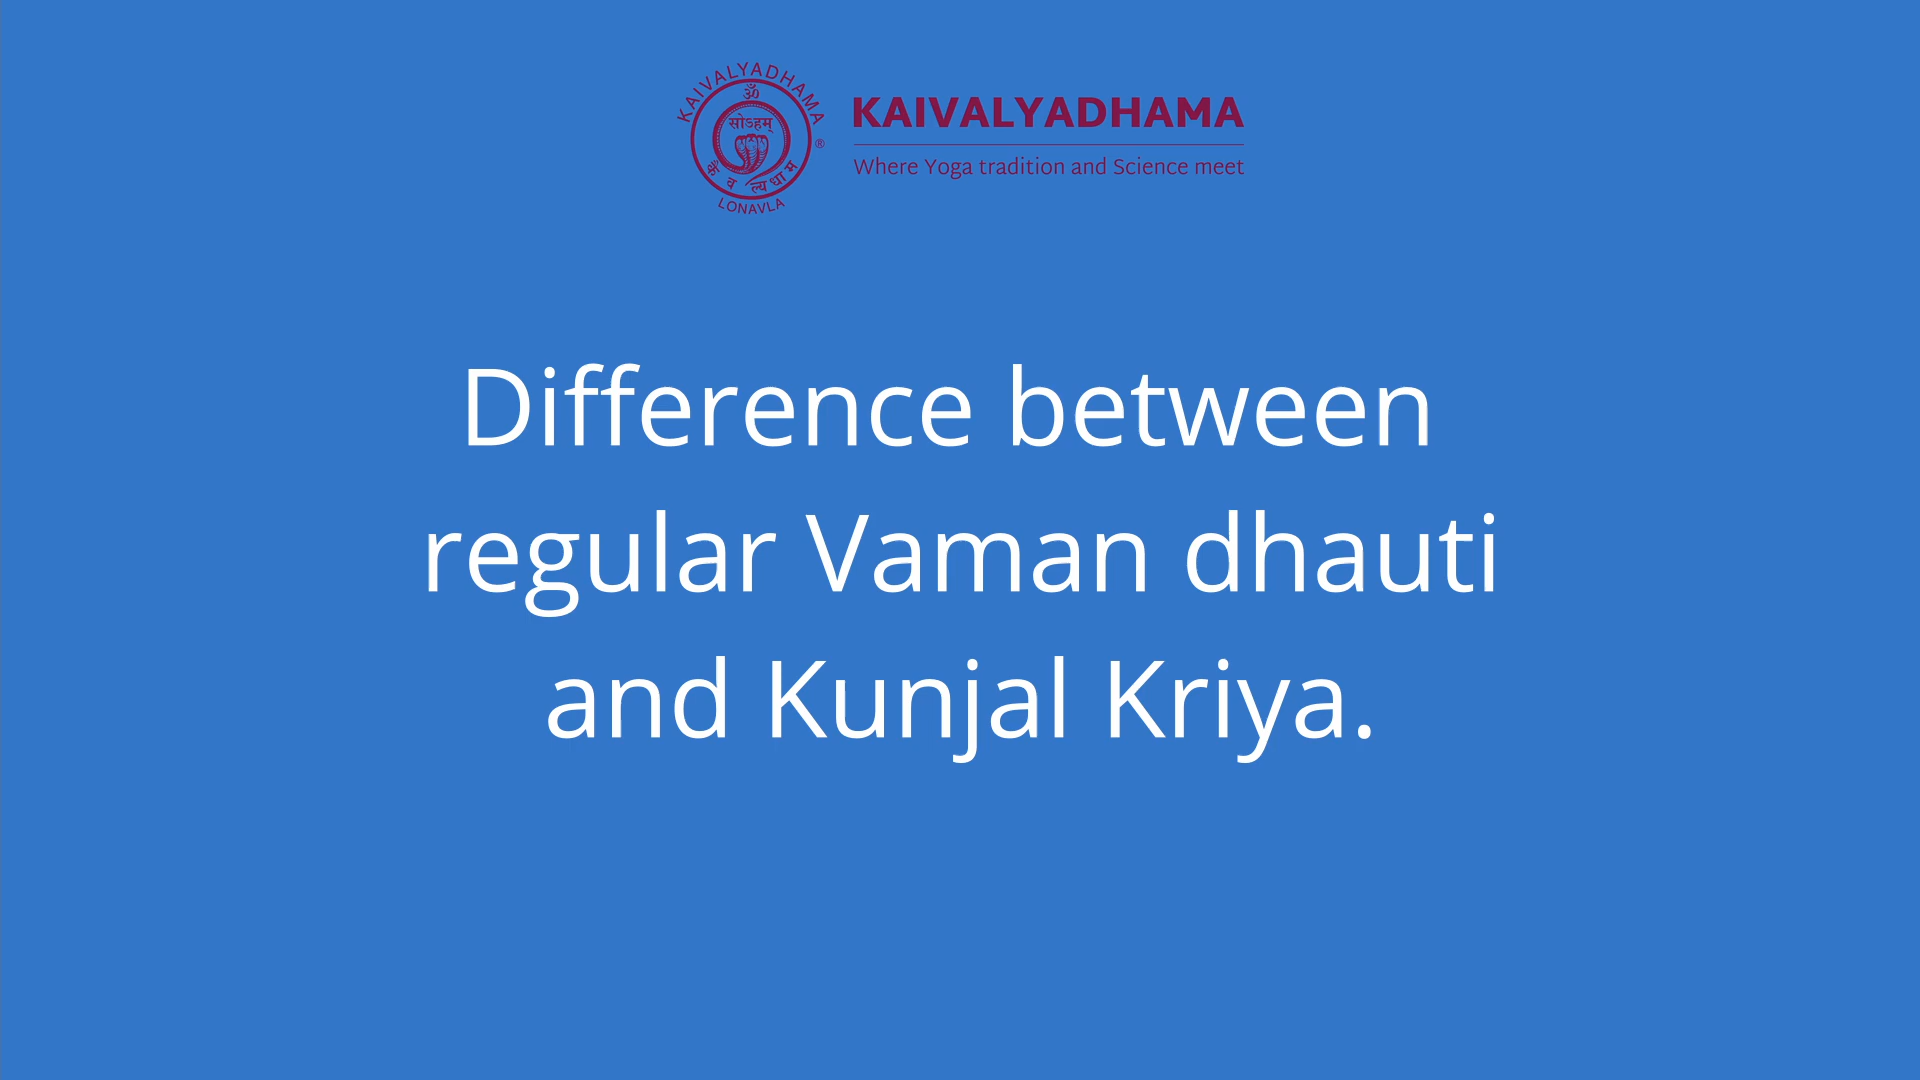 KAIVALYADHAMA
ॐ
सोऽहम्
कै व ल्य धा म
LONAVLA
®
KAIVALYADHAMA
Where Yoga tradition and Science meet
Difference between
regular Vaman dhauti
and Kunjal Kriya.